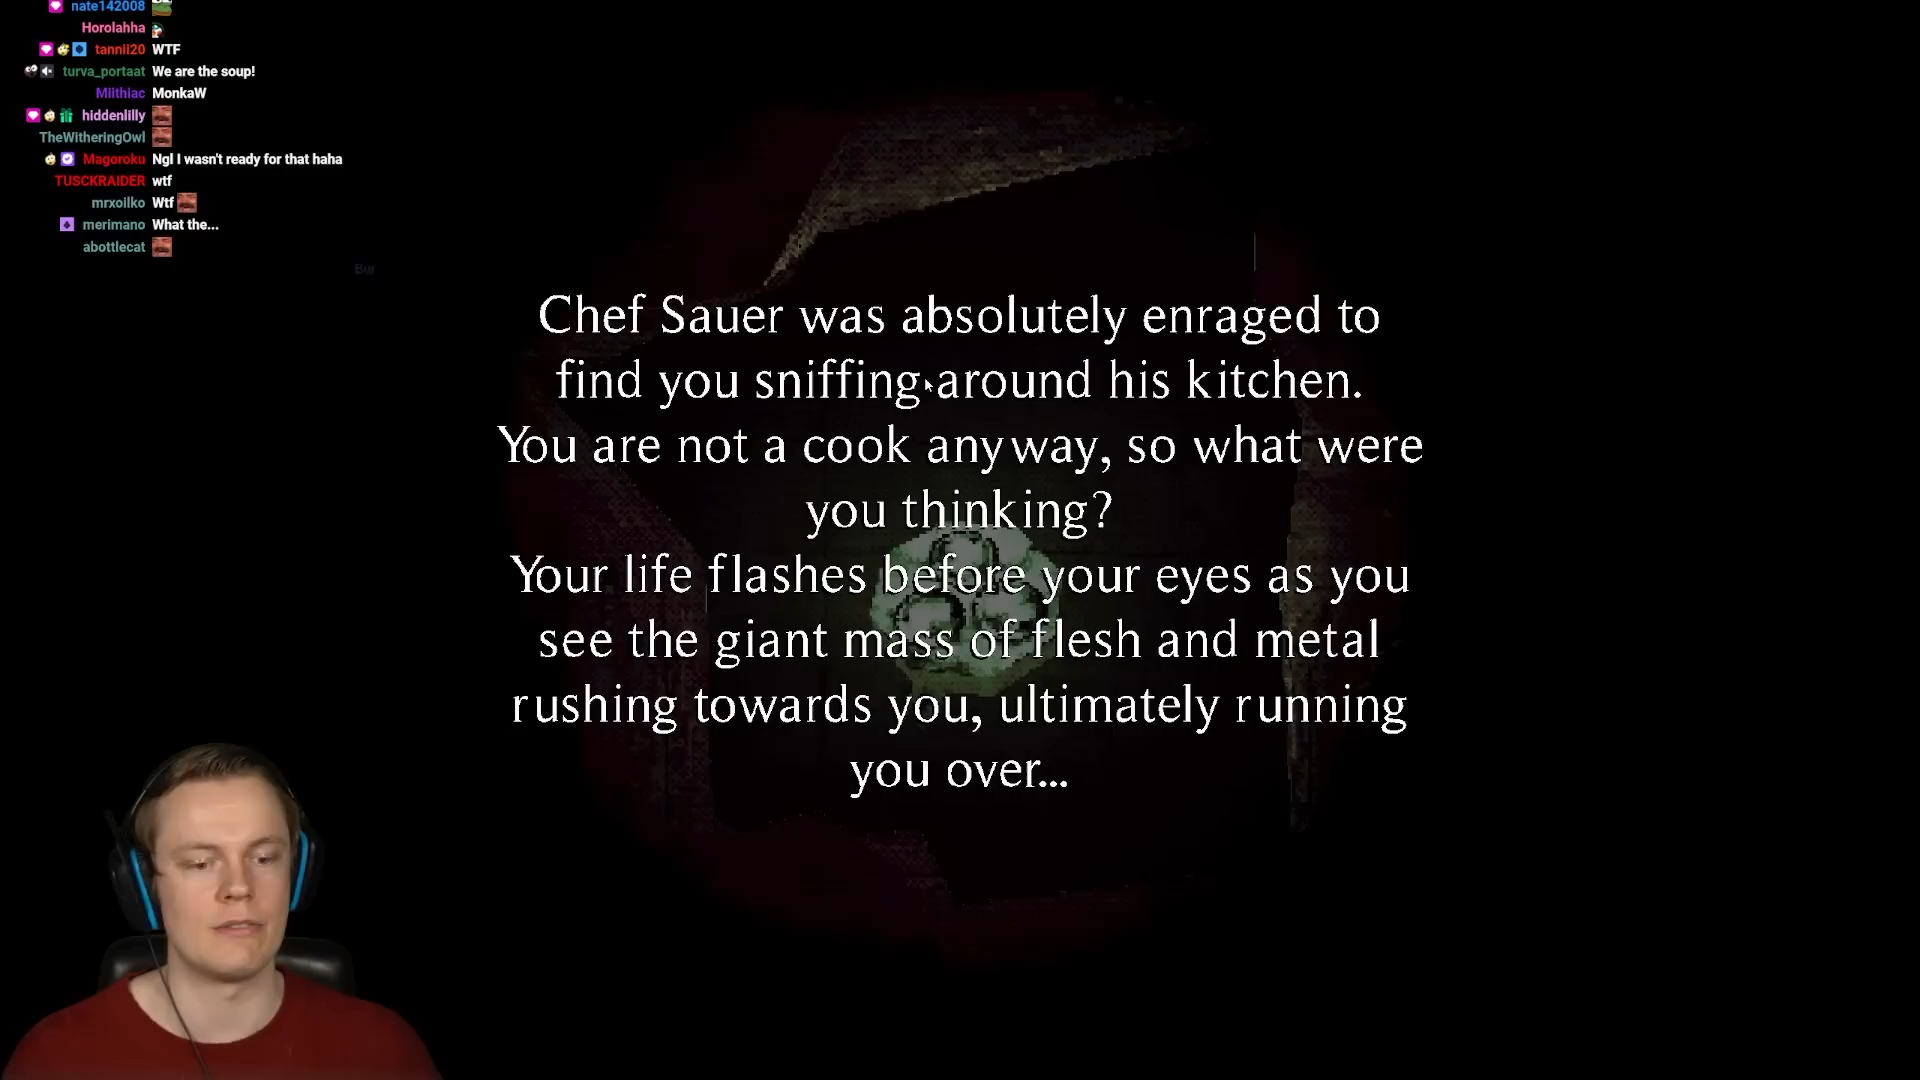 nate142008
Horolahha
tannii20 WTF
turva_portaat We are the soup!
Miithiac MonkaW
hiddenlilly
TheWitheringOwl
Magoroku Ngl I wasn't ready for that haha
TUSCKRAIDER wtf
mrxoilko Wtf
merimano What the...
abottlecat
Chef Sauer was absolutely enraged to
find you sniffing around his kitchen.
You are not a cook anyway, so what were
you thinking?
Your life flashes before your eyes as you
see the giant mass of flesh and metal
rushing towards you, ultimately running
you over...